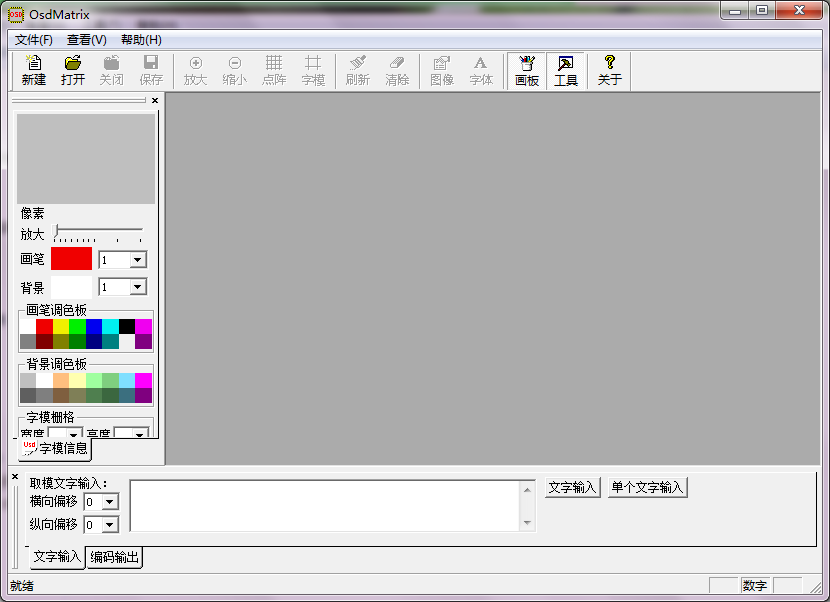 OsdMatrix
文件(F) 查看(V) 帮助(H)
新建 打开 关闭 保存 放大 缩小 点阵 字模 刷新 清除 图像 字体 画板 工具 关于
像素
放大
画笔 1
背景 1
画笔调色板
背景调色板
字模栅格
宽度 高度
Osd 字模信息
取模文字输入:
横向偏移 0
纵向偏移 0
文字输入 单个文字输入
文字输入 编码输出
就绪 数字